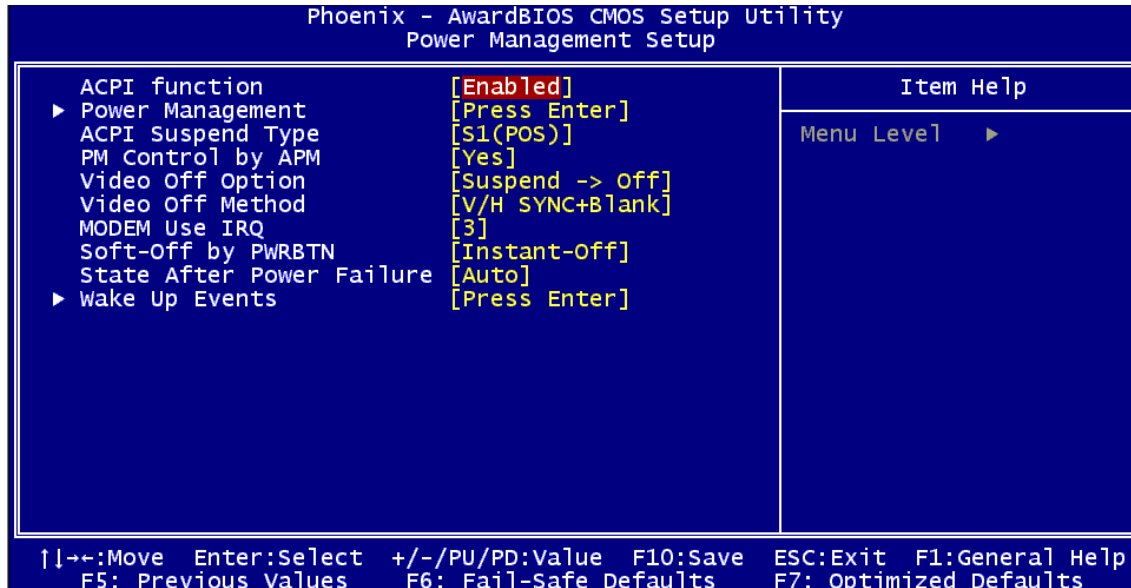 Phoenix - AwardBIOS CMOS Setup Utility
Power Management Setup
ACPI function [Enabled]
▶ Power Management [Press Enter]
ACPI Suspend Type [S1(POS)]
PM Control by APM [Yes]
Video Off Option [Suspend -> Off]
Video Off Method [V/H SYNC+Blank]
MODEM Use IRQ [3]
Soft-Off by PWRBTN [Instant-Off]
State After Power Failure [Auto]
▶ Wake Up Events [Press Enter]
Item Help
Menu Level ▶
↑↓→←:Move Enter:Select +/-/PU/PD:Value F10:Save ESC:Exit F1:General Help
F5: Previous Values F6: Fail-Safe Defaults F7: Optimized Defaults